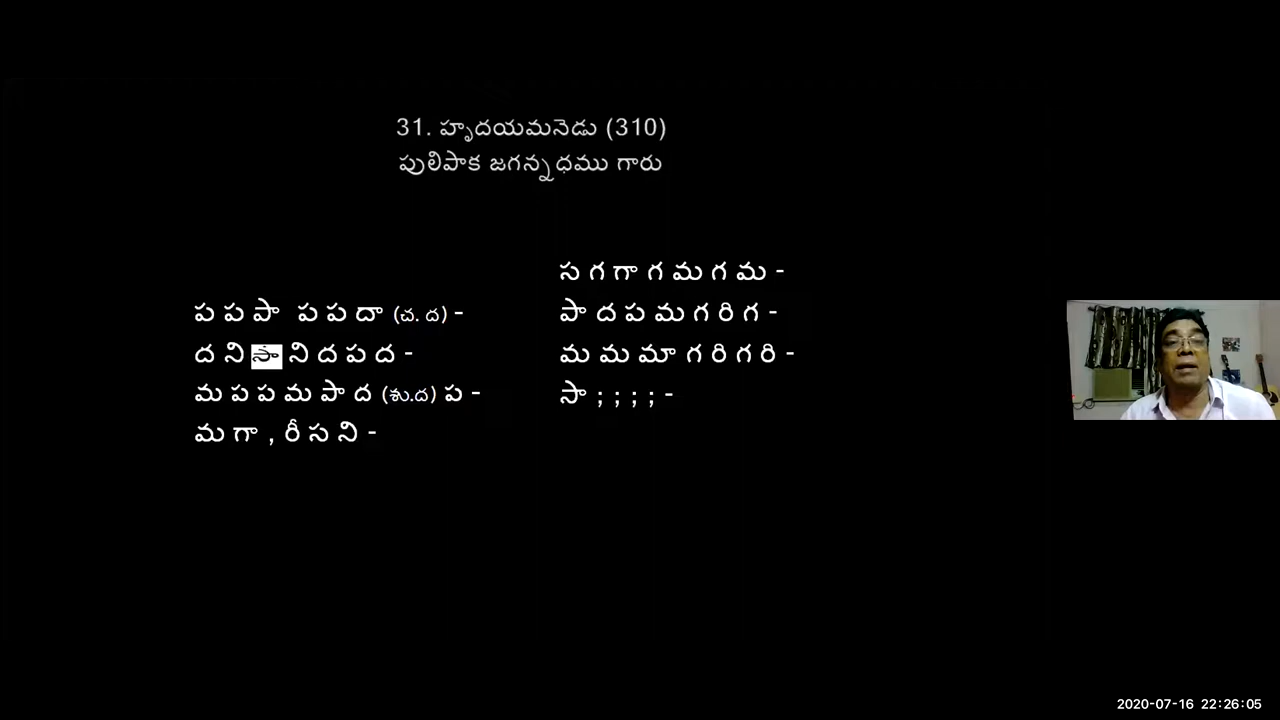 31. హృదయమనెడు (310)
పులిపాక జగన్నధము గారు
ప ప పా ప ప దా (చ. ద) -
ద ని సా ని ద ప ద -
మ ప ప మ పా ద (శు.ద) ప -
మ గా , రీ స ని -
స గ గా గ మ గ మ -
పా ద ప మ గ రి గ -
మ మ మా గ రి గ రి -
సా ; ; ; ; -
2020-07-16 22:26:05